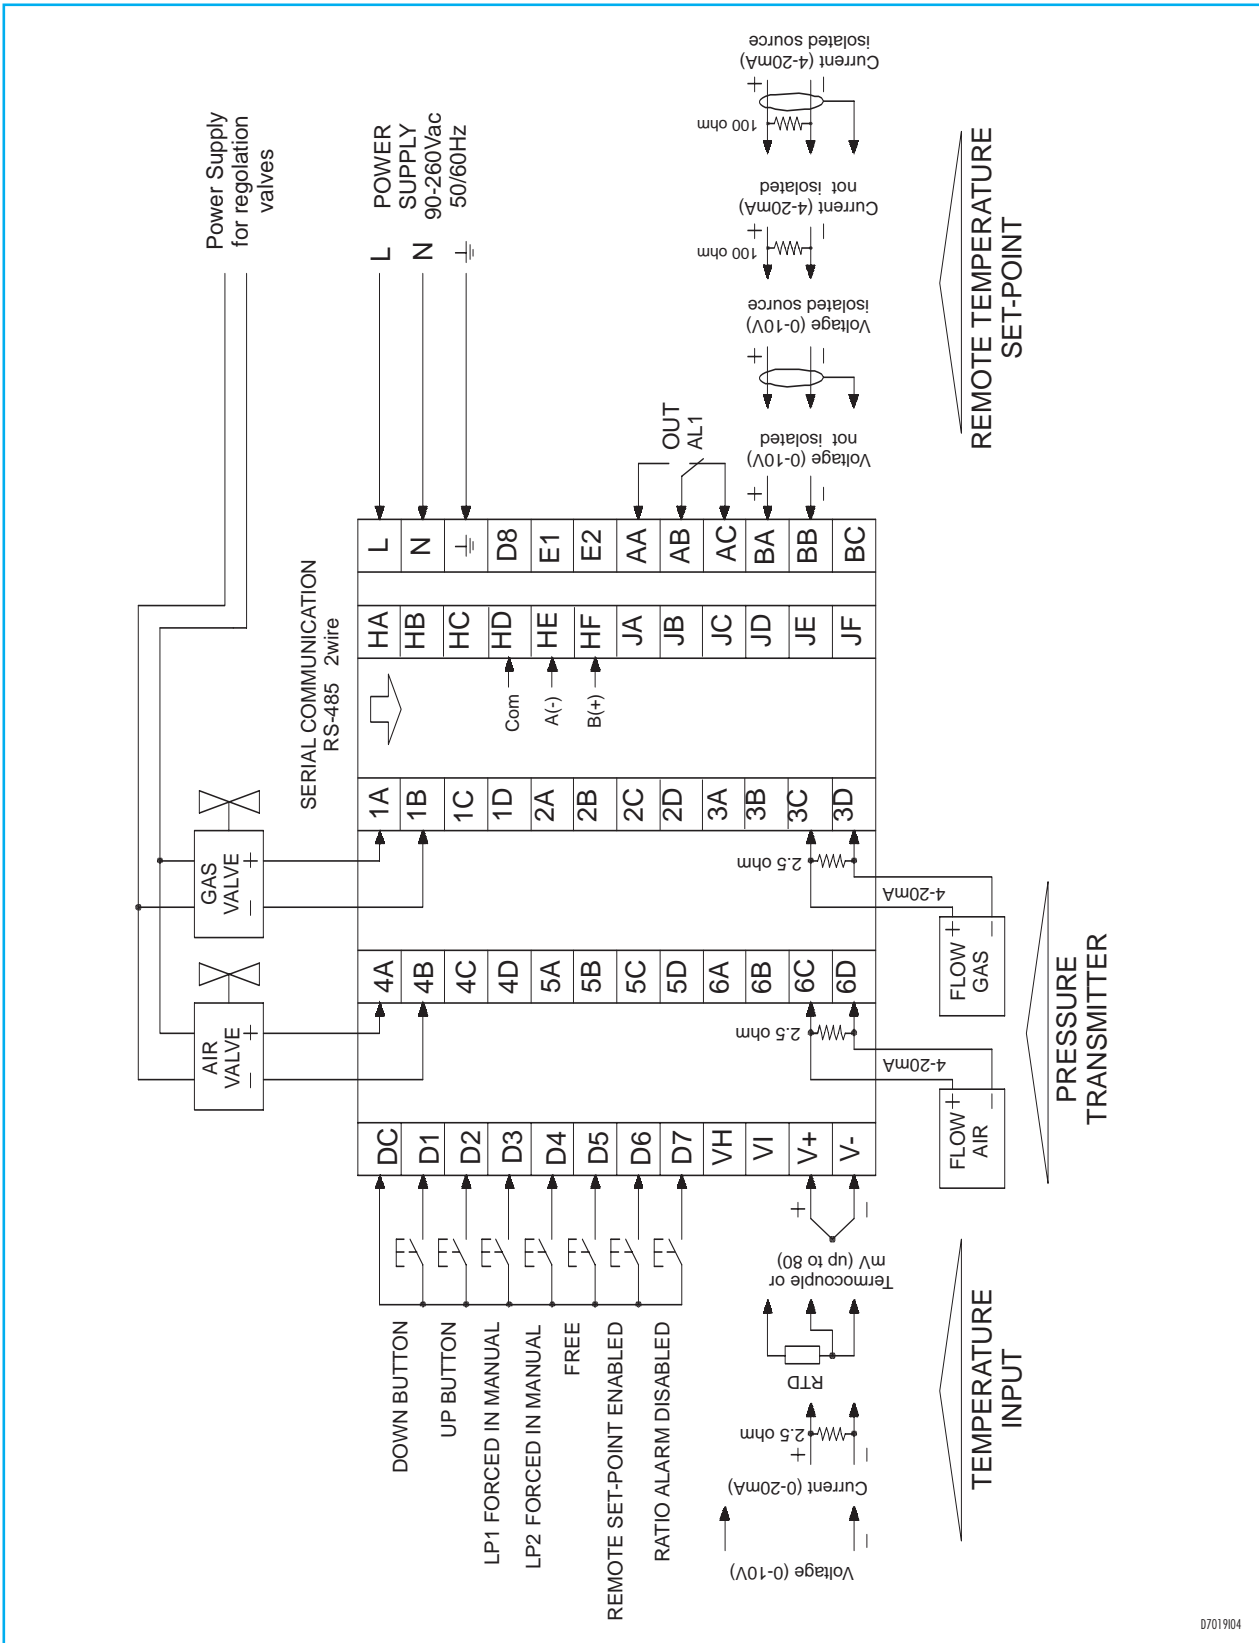 Power Supply
for regolation
valves
L
N
POWER
SUPPLY
90-260Vac
50/60Hz
SERIAL COMMUNICATION
RS-485 2wire
GAS
VALVE
+
−
AIR
VALVE
+
−
L
N
D8
E1
E2
AA
AB
AC
BA
BB
BC
HA
HB
HC
HD
HE
HF
JA
JB
JC
JD
JE
JF
Com
A(-)
B(+)
1A
1B
1C
1D
2A
2B
2C
2D
3A
3B
3C
3D
4A
4B
4C
4D
5A
5B
5C
5D
6A
6B
6C
6D
DC
D1
D2
D3
D4
D5
D6
D7
VH
VI
V+
V-
OUT
AL1
+
−
Voltage (0-10V)
not isolated
+
−
Voltage (0-10V)
isolated source
+
−
100 ohm
Current (4-20mA)
not isolated
+
−
100 ohm
Current (4-20mA)
isolated source
+
−
REMOTE TEMPERATURE
SET-POINT
2.5 ohm
4-20mA
FLOW
GAS
+
−
2.5 ohm
4-20mA
FLOW
AIR
+
−
PRESSURE
TRANSMITTER
DOWN BUTTON
UP BUTTON
LP1 FORCED IN MANUAL
LP2 FORCED IN MANUAL
FREE
REMOTE SET-POINT ENABLED
RATIO ALARM DISABLED
+
−
Termocouple or
mV (up to 80)
RTD
2.5 ohm
+
−
Current (0-20mA)
−
Voltage (0-10V)
TEMPERATURE
INPUT
D7019I04